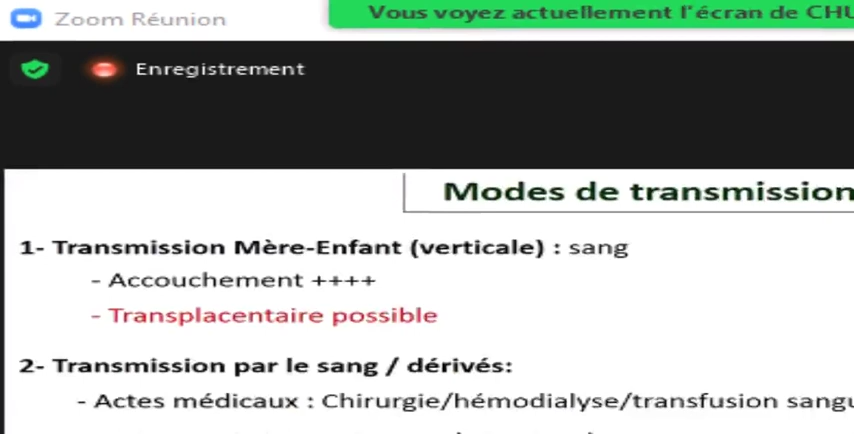 Zoom Réunion
Vous voyez actuellement l'écran de CHU
Enregistrement
Modes de transmission
1- Transmission Mère-Enfant (verticale) : sang
- Accouchement ++++
- Transplacentaire possible
2- Transmission par le sang / dérivés:
- Actes médicaux : Chirurgie/hémodialyse/transfusion sangu